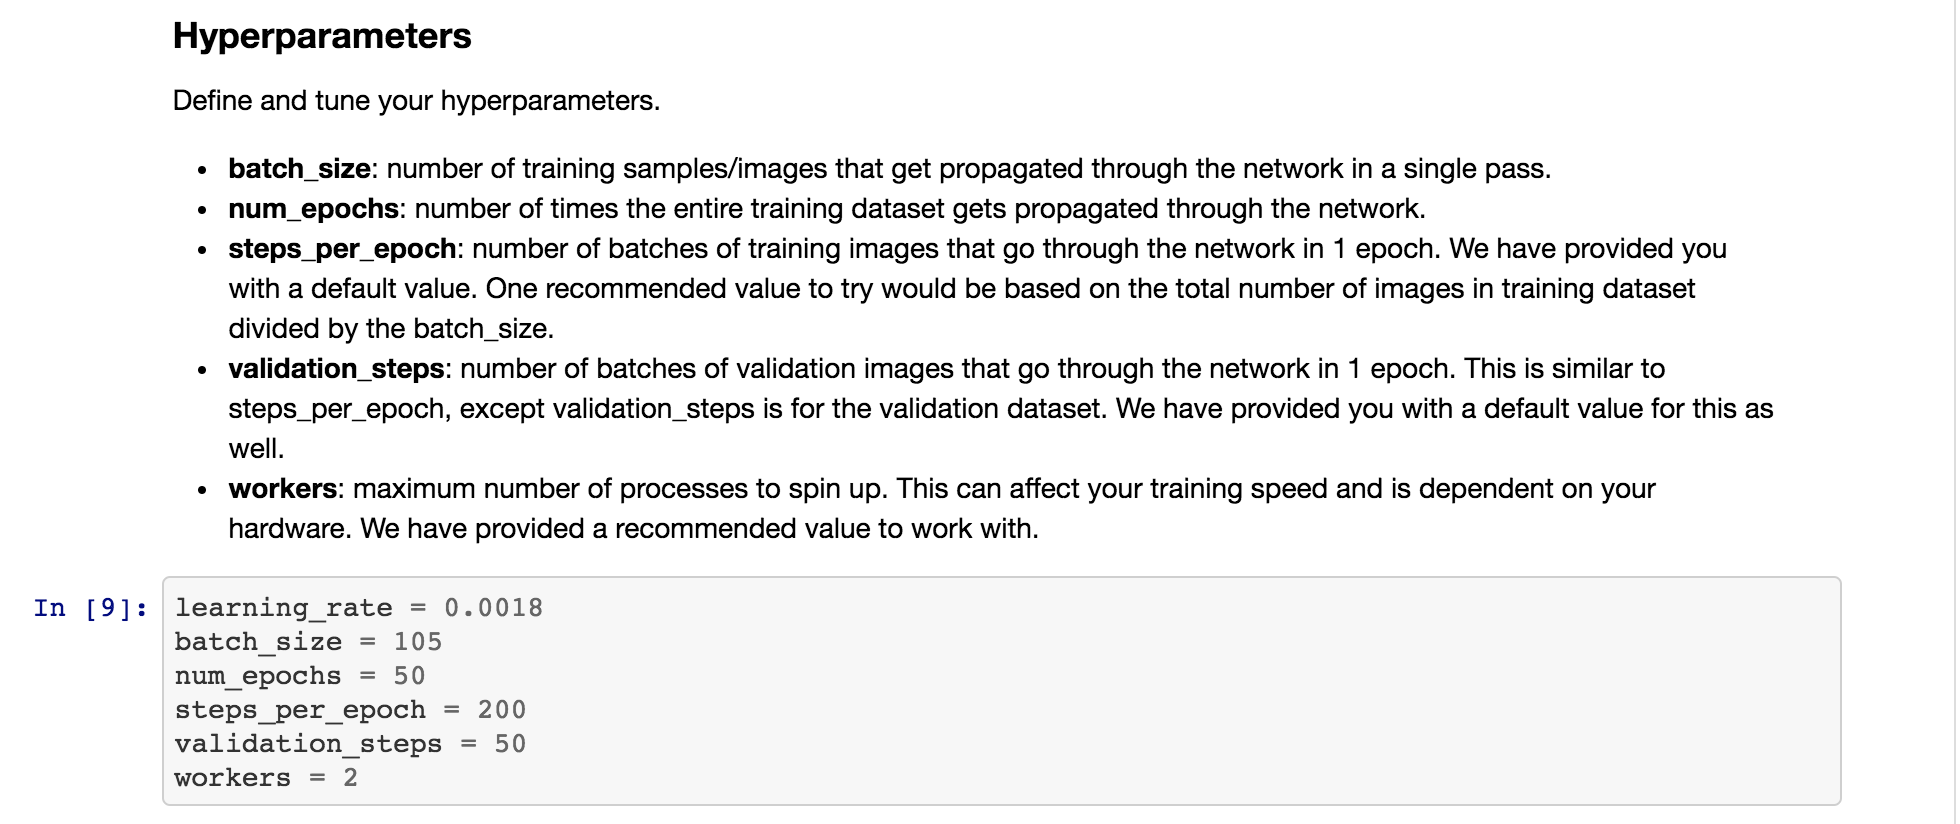 Hyperparameters
Define and tune your hyperparameters.
• batch_size: number of training samples/images that get propagated through the network in a single pass.
• num_epochs: number of times the entire training dataset gets propagated through the network.
• steps_per_epoch: number of batches of training images that go through the network in 1 epoch. We have provided you
with a default value. One recommended value to try would be based on the total number of images in training dataset
divided by the batch_size.
• validation_steps: number of batches of validation images that go through the network in 1 epoch. This is similar to
steps_per_epoch, except validation_steps is for the validation dataset. We have provided you with a default value for this as
well.
• workers: maximum number of processes to spin up. This can affect your training speed and is dependent on your
hardware. We have provided a recommended value to work with.
In [9]: learning_rate = 0.0018
batch_size = 105
num_epochs = 50
steps_per_epoch = 200
validation_steps = 50
workers = 2